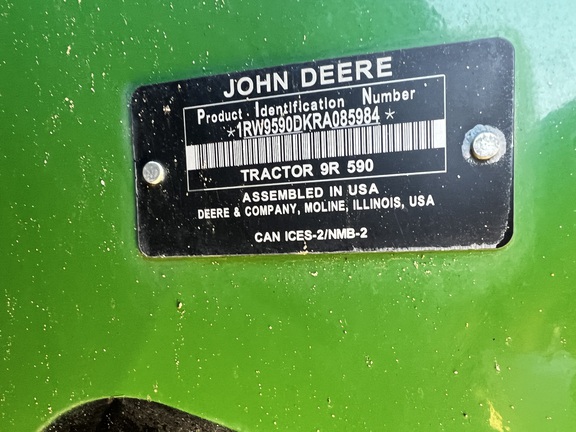 JOHN DEERE
Product Identification Number
*1RW9590DKRA085984*
TRACTOR 9R 590
ASSEMBLED IN USA
DEERE & COMPANY, MOLINE, ILLINOIS, USA
CAN ICES-2/NMB-2